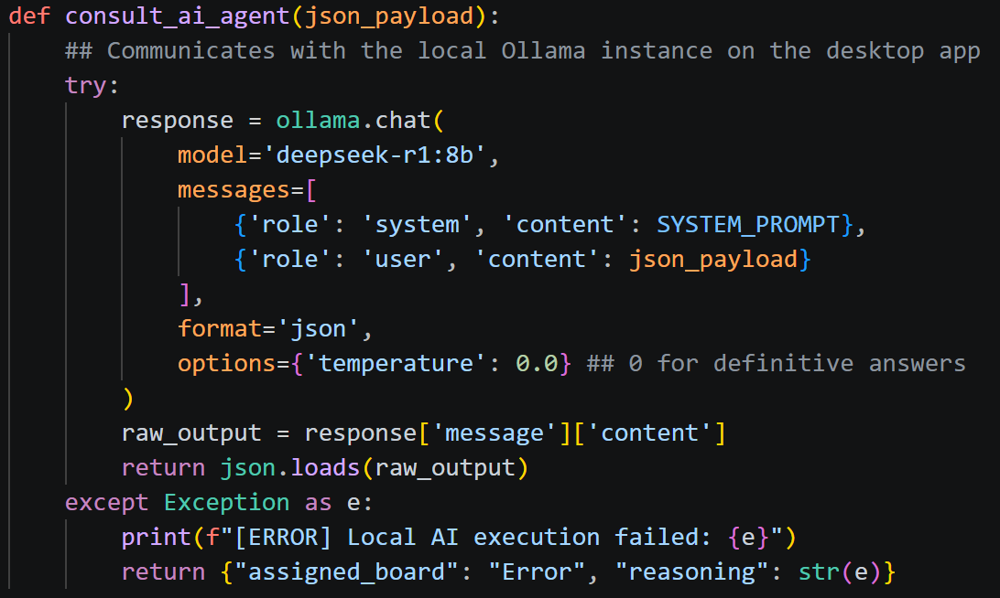 def consult_ai_agent(json_payload):
    ## Communicates with the local Ollama instance on the desktop app
    try:
        response = ollama.chat(
            model='deepseek-r1:8b',
            messages=[
                {'role': 'system', 'content': SYSTEM_PROMPT},
                {'role': 'user', 'content': json_payload}
            ],
            format='json',
            options={'temperature': 0.0} ## 0 for definitive answers
        )
        raw_output = response['message']['content']
        return json.loads(raw_output)
    except Exception as e:
        print(f"[ERROR] Local AI execution failed: {e}")
        return {"assigned_board": "Error", "reasoning": str(e)}